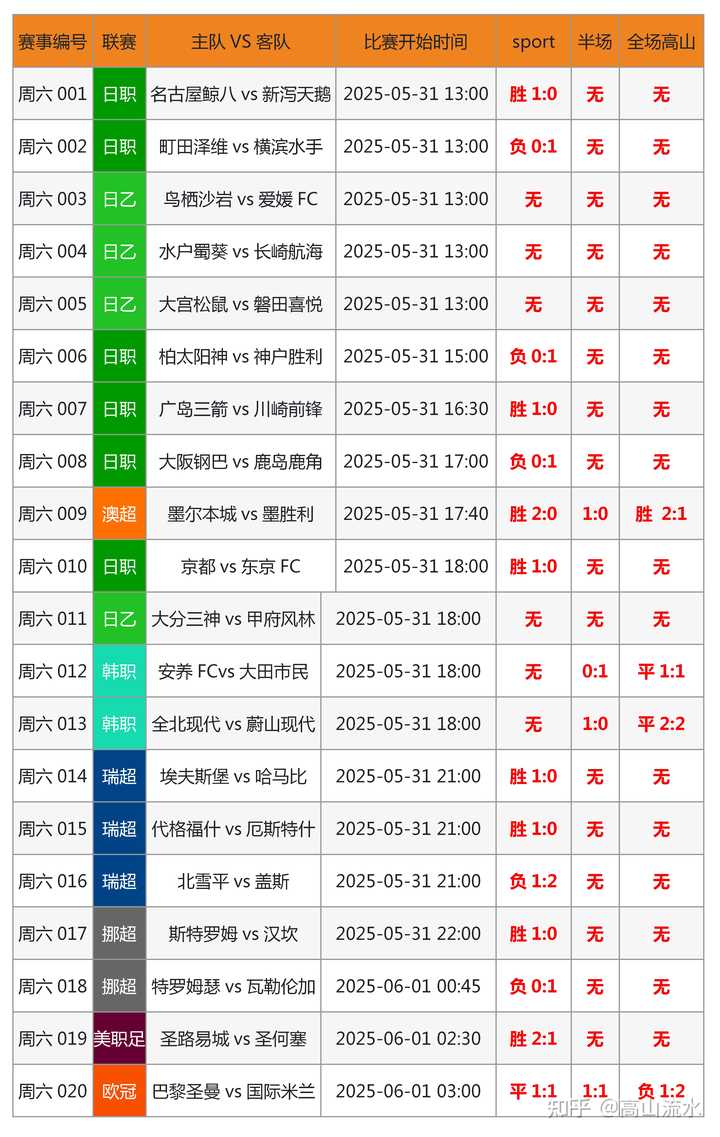 赛事编号 联赛 主队 VS 客队 比赛开始时间 sport 半场 全场高山
周六 001 日职 名古屋鲸八 vs 新泻天鹅 2025-05-31 13:00 胜 1:0 无 无
周六 002 日职 町田泽维 vs 横滨水手 2025-05-31 13:00 负 0:1 无 无
周六 003 日乙 鸟栖沙岩 vs 爱媛 FC 2025-05-31 13:00 无 无 无
周六 004 日乙 水户蜀葵 vs 长崎航海 2025-05-31 13:00 无 无 无
周六 005 日乙 大宫松鼠 vs 磐田喜悦 2025-05-31 13:00 无 无 无
周六 006 日职 柏太阳神 vs 神户胜利 2025-05-31 15:00 负 0:1 无 无
周六 007 日职 广岛三箭 vs 川崎前锋 2025-05-31 16:30 胜 1:0 无 无
周六 008 日职 大阪钢巴 vs 鹿岛鹿角 2025-05-31 17:00 负 0:1 无 无
周六 009 澳超 墨尔本城 vs 墨胜利 2025-05-31 17:40 胜 2:0 1:0 胜 2:1
周六 010 日职 京都 vs 东京 FC 2025-05-31 18:00 胜 1:0 无 无
周六 011 日乙 大分三神 vs 甲府风林 2025-05-31 18:00 无 无 无
周六 012 韩职 安养 FCvs 大田市民 2025-05-31 18:00 无 0:1 平 1:1
周六 013 韩职 全北现代 vs 蔚山现代 2025-05-31 18:00 无 1:0 平 2:2
周六 014 瑞超 埃夫斯堡 vs 哈马比 2025-05-31 21:00 胜 1:0 无 无
周六 015 瑞超 代格福什 vs 厄斯特什 2025-05-31 21:00 胜 1:0 无 无
周六 016 瑞超 北雪平 vs 盖斯 2025-05-31 21:00 负 1:2 无 无
周六 017 挪超 斯特罗姆 vs 汉坎 2025-05-31 22:00 胜 1:0 无 无
周六 018 挪超 特罗姆瑟 vs 瓦勒伦加 2025-06-01 00:45 负 0:1 无 无
周六 019 美职足 圣路易城 vs 圣何塞 2025-06-01 02:30 胜 2:1 无 无
周六 020 欧冠 巴黎圣曼 vs 国际米兰 2025-06-01 03:00 平 1:1 1:1 负 1:2
知乎 @高山流水.